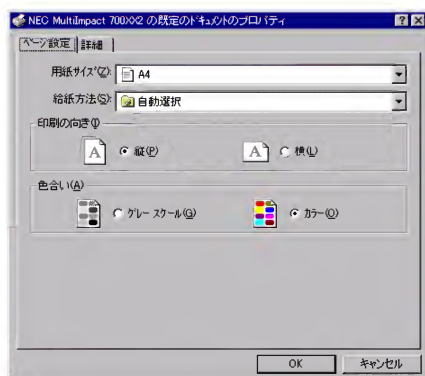 NEC MultiImpact 700XX2 の既定のドキュメントのプロパティ
ページ設定 詳細
用紙サイズ(Z): A4
給紙方法(S): 自動選択
印刷の向きⓘ
A 縦(P) A 横(L)
色合い(A)
グレー スケール(G) カラー(O)
OK キャンセル